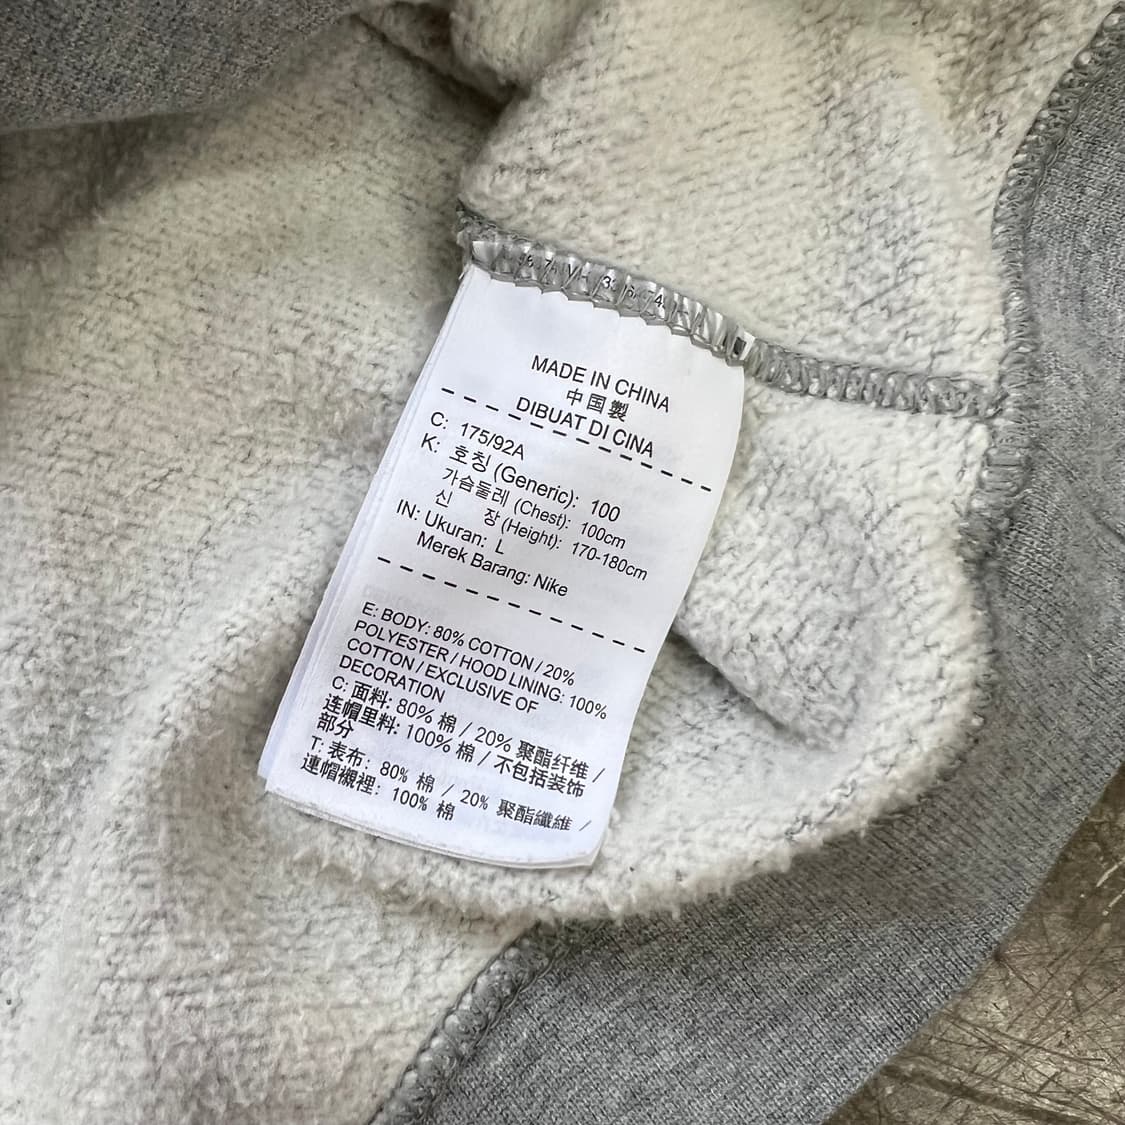 MADE IN CHINA
中国製
DIBUAT DI CINA
C: 175/92A
K: 호칭 (Generic): 100
가슴둘레 (Chest): 100cm
신 장 (Height): 170-180cm
IN: Ukuran: L
Merek Barang: Nike
E: BODY: 80% COTTON / 20%
POLYESTER / HOOD LINING: 100%
COTTON / EXCLUSIVE OF
DECORATION
C: 面料: 80% 棉 / 20% 聚酯纤维 /
连帽里料: 100% 棉 / 不包括装饰
部分
T: 表布: 80% 棉 / 20% 聚酯纖維 /
連帽襯裡: 100% 棉